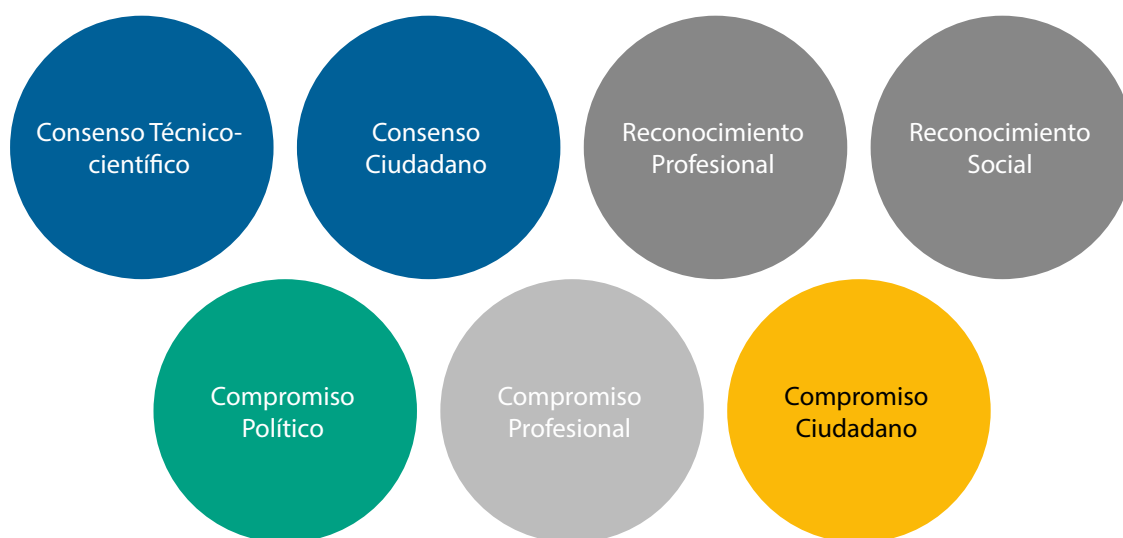 Consenso Técnico-
científico
Consenso
Ciudadano
Reconocimiento
Profesional
Reconocimiento
Social
Compromiso
Político
Compromiso
Profesional
Compromiso
Ciudadano